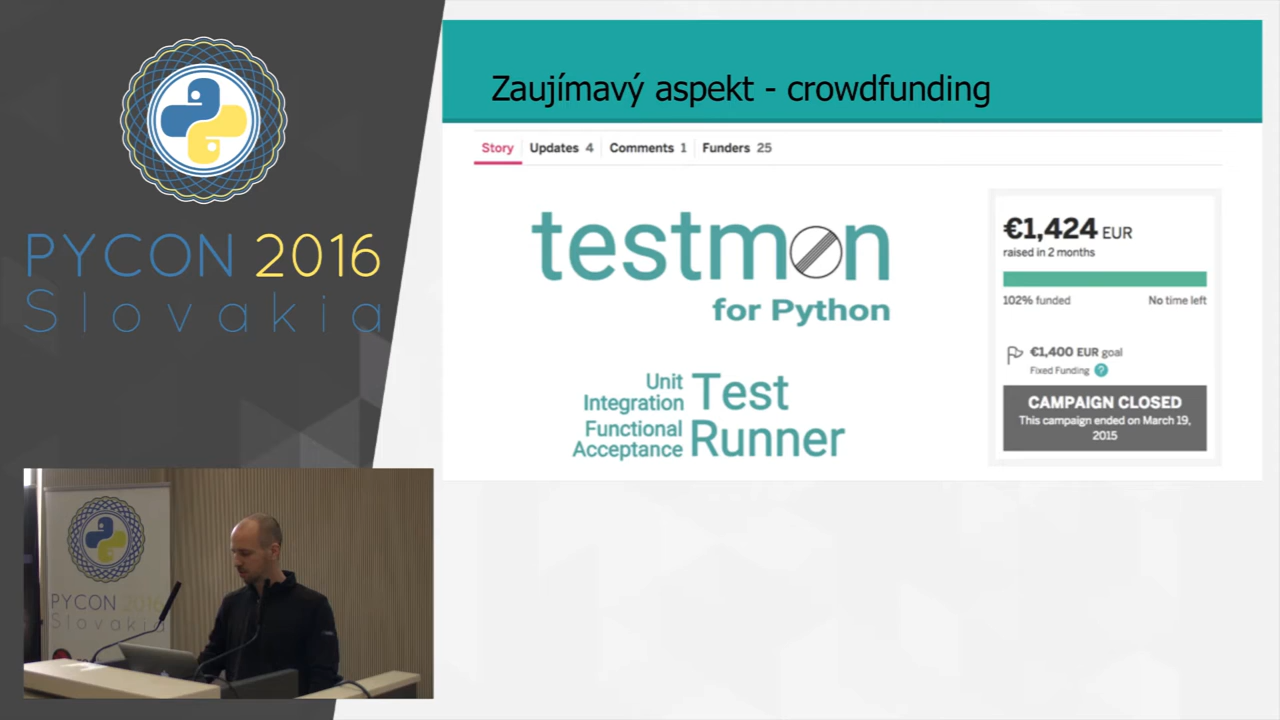 PYCON 2016
Slovakia
Zaujímavý aspekt - crowdfunding
Story Updates 4 Comments 1 Funders 25
testmon
for Python
Unit
Integration
Functional
Acceptance
Test
Runner
€1,424 EUR
raised in 2 months
102% funded No time left
€1,400 EUR goal
Fixed Funding ?
CAMPAIGN CLOSED
This campaign ended on March 19,
2015
PYCON 2016
Slovakia